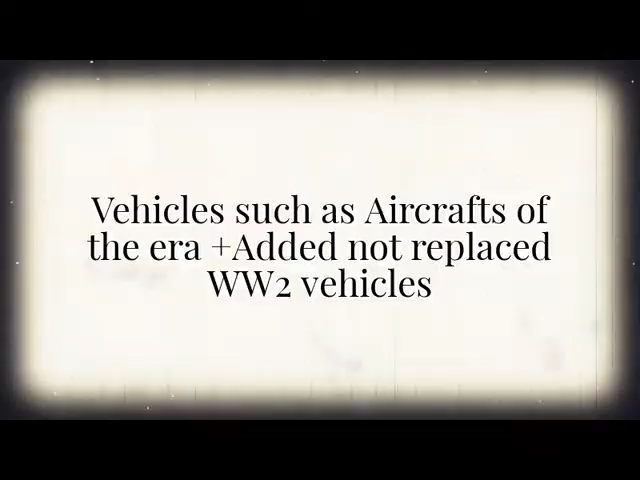 Vehicles such as Aircrafts of
the era +Added not replaced
WW2 vehicles